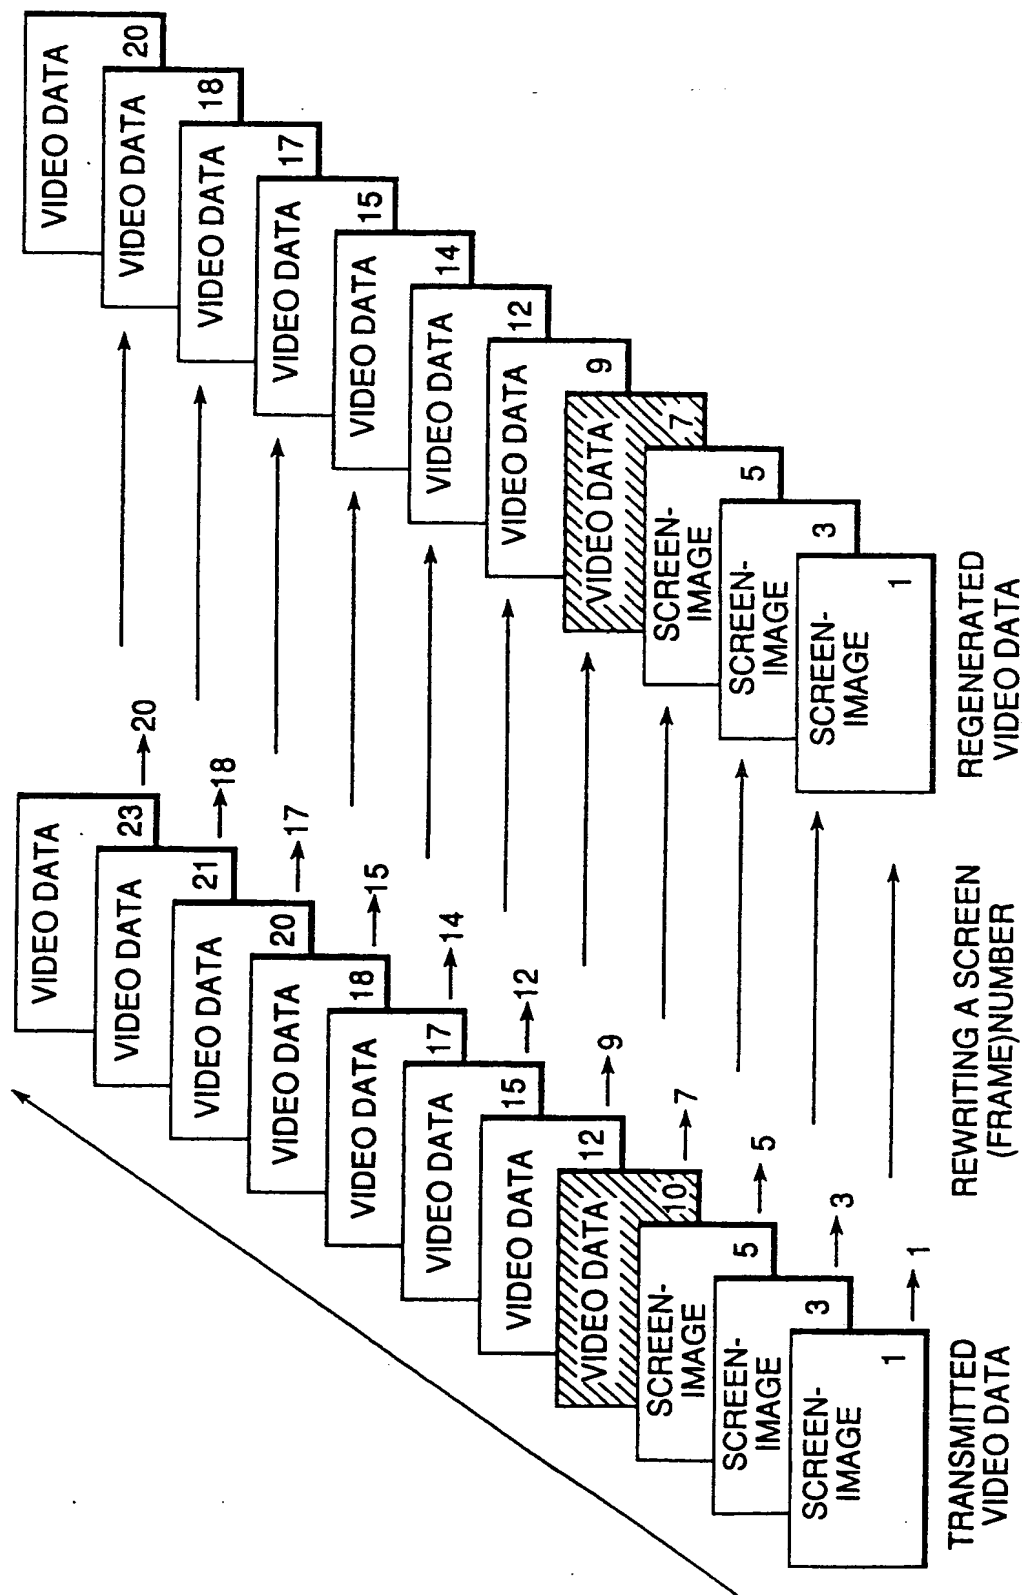 VIDEO DATA
23
→20
VIDEO DATA
21
→18
VIDEO DATA
20
→17
VIDEO DATA
18
→15
VIDEO DATA
17
→14
VIDEO DATA
15
→12
VIDEO DATA
12
→9
VIDEO DATA
10
→7
SCREEN-
IMAGE
5
→5
SCREEN-
IMAGE
3
→3
SCREEN-
IMAGE
1
→1
TRANSMITTED
VIDEO DATA
REWRITING A SCREEN
(FRAME)NUMBER
VIDEO DATA
20
VIDEO DATA
18
VIDEO DATA
17
VIDEO DATA
15
VIDEO DATA
14
VIDEO DATA
12
VIDEO DATA
9
VIDEO DATA
7
SCREEN-
IMAGE
5
SCREEN-
IMAGE
3
SCREEN-
IMAGE
1
REGENERATED
VIDEO DATA